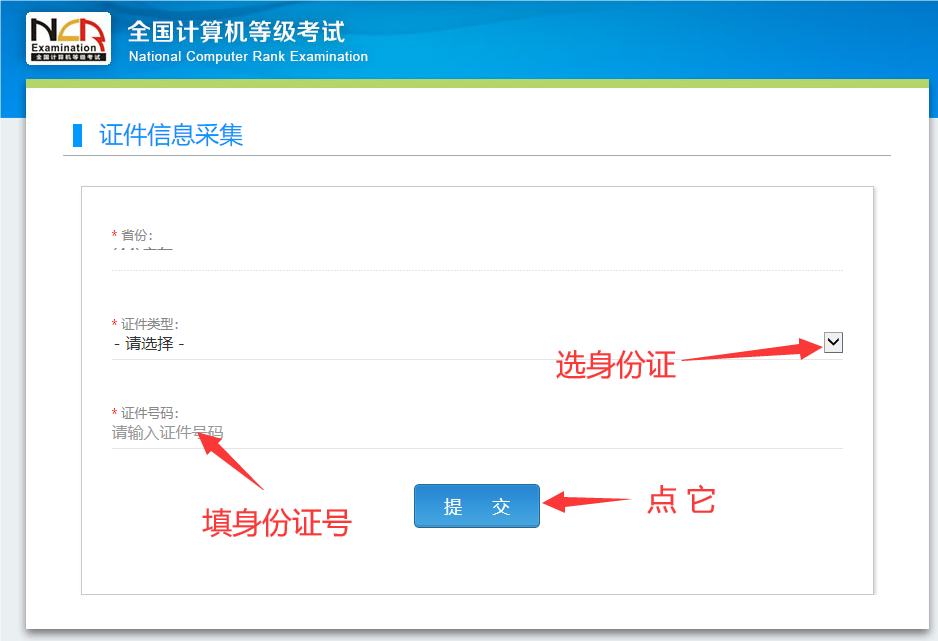 NCR
Examination
全国计算机等级考试
全国计算机等级考试
National Computer Rank Examination
证件信息采集
* 省份:
* 证件类型:
- 请选择 -
选身份证
* 证件号码:
请输入证件号码
填身份证号
提 交
点 它